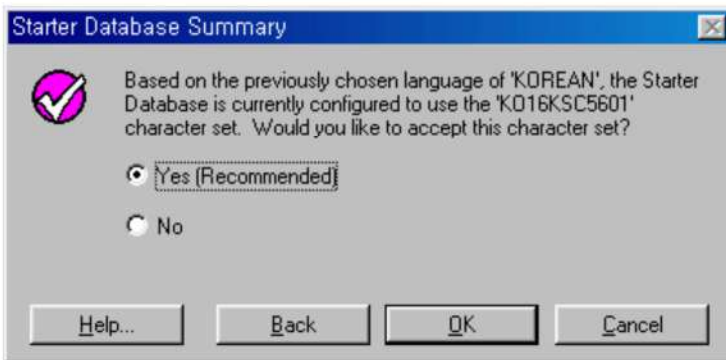 Starter Database Summary
Based on the previously chosen language of 'KOREAN', the Starter
Database is currently configured to use the 'KO16KSC5601'
character set. Would you like to accept this character set?
Yes (Recommended)
No
Help... Back OK Cancel